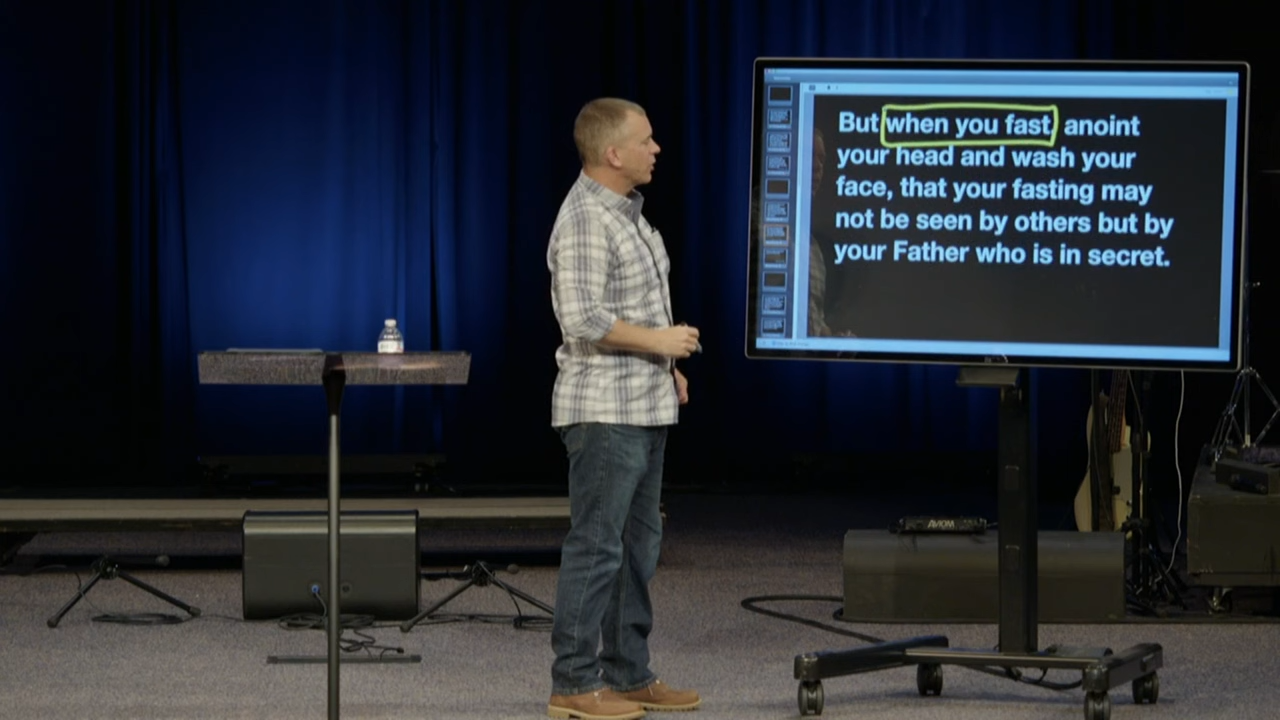 But when you fast, anoint
your head and wash your
face, that your fasting may
not be seen by others but by
your Father who is in secret.
AVIOM